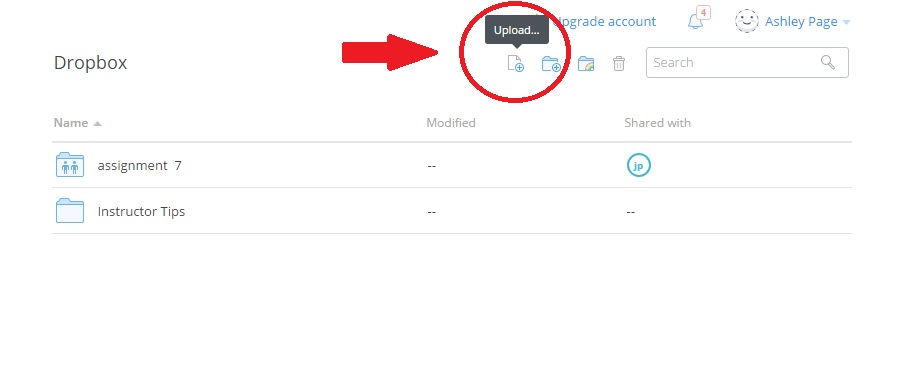 Upload...
pgrade account
4
Ashley Page
Dropbox
Search
Name
Modified
Shared with
assignment 7
--
jp
Instructor Tips
--
--